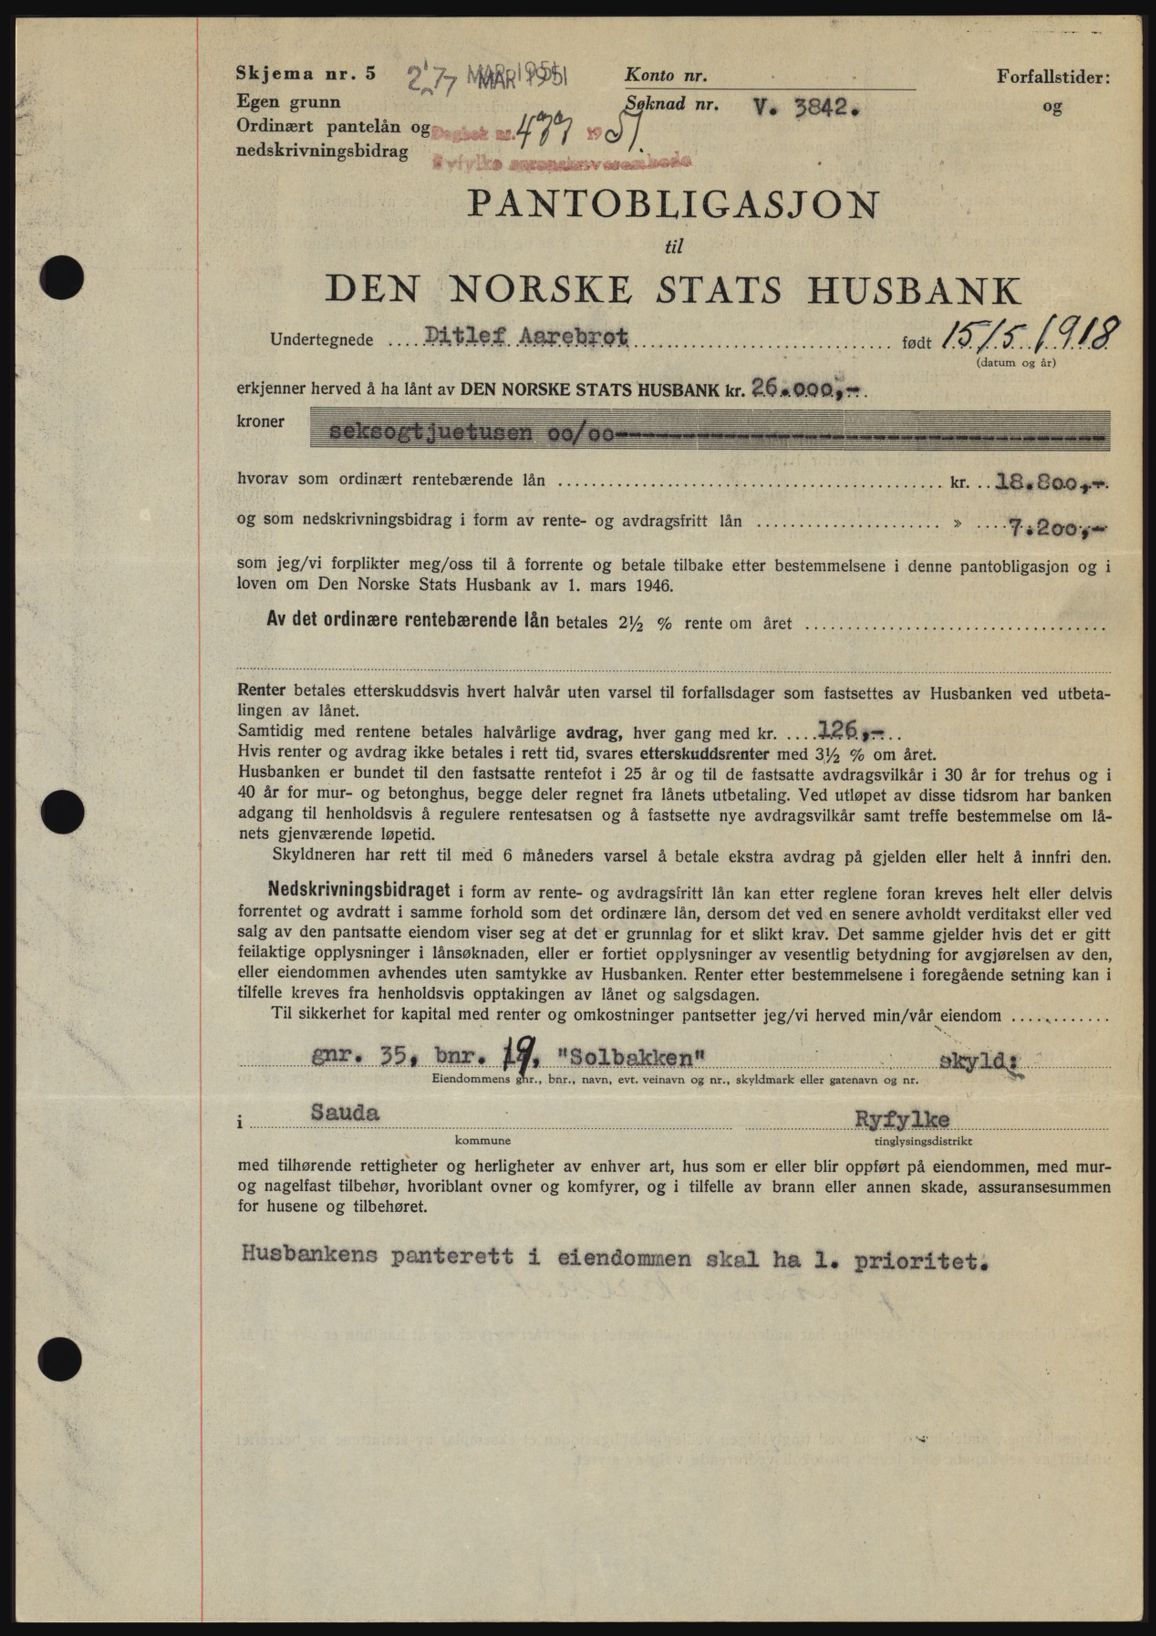 Skjema nr. 5
27 MAR 1951
Konto nr.
Forfallstider:
Egen grunn
Søknad nr. V. 3842.
og
Ordinært pantelån og
Dagbok nr. 477 1951.
nedskrivningsbidrag
Ryfylke sorenskriverembede
PANTOBLIGASJON
til
DEN NORSKE STATS HUSBANK
Undertegnede .... Ditlef Aarebrot .... født 15/5 1918
(datum og år)
erkjenner herved å ha lånt av DEN NORSKE STATS HUSBANK kr. 26.000,-.
kroner seksogtjuetusen oo/oo
hvorav som ordinært rentebærende lån .... kr. .. 18.800,-.
og som nedskrivningsbidrag i form av rente- og avdragsfritt lån .... » .... 7.200,-
som jeg/vi forplikter meg/oss til å forrente og betale tilbake etter bestemmelsene i denne pantobligasjon og i
loven om Den Norske Stats Husbank av 1. mars 1946.
Av det ordinære rentebærende lån betales 2½ % rente om året ....
Renter betales etterskuddsvis hvert halvår uten varsel til forfallsdager som fastsettes av Husbanken ved utbeta-
lingen av lånet.
Samtidig med rentene betales halvårlige avdrag, hver gang med kr. .... 126,- ..
Hvis renter og avdrag ikke betales i rett tid, svares etterskuddsrenter med 3½ % om året.
Husbanken er bundet til den fastsatte rentefot i 25 år og til de fastsatte avdragsvilkår i 30 år for trehus og i
40 år for mur- og betonghus, begge deler regnet fra lånets utbetaling. Ved utløpet av disse tidsrom har banken
adgang til henholdsvis å regulere rentesatsen og å fastsette nye avdragsvilkår samt treffe bestemmelse om lå-
nets gjenværende løpetid.
Skyldneren har rett til med 6 måneders varsel å betale ekstra avdrag på gjelden eller helt å innfri den.
Nedskrivningsbidraget i form av rente- og avdragsfritt lån kan etter reglene foran kreves helt eller delvis
forrentet og avdratt i samme forhold som det ordinære lån, dersom det ved en senere avholdt verditakst eller ved
salg av den pantsatte eiendom viser seg at det er grunnlag for et slikt krav. Det samme gjelder hvis det er gitt
feilaktige opplysninger i lånsøknaden, eller er fortiet opplysninger av vesentlig betydning for avgjørelsen av den,
eller eiendommen avhendes uten samtykke av Husbanken. Renter etter bestemmelsene i foregående setning kan i
tilfelle kreves fra henholdsvis opptakingen av lånet og salgsdagen.
Til sikkerhet for kapital med renter og omkostninger pantsetter jeg/vi herved min/vår eiendom ....
gnr. 35, bnr. 19, "Solbakken" skyld:
Eiendommens gnr., bnr., navn, evt. veinavn og nr., skyldmark eller gatenavn og nr.
i Sauda Ryfylke
kommune tinglysingsdistrikt
med tilhørende rettigheter og herligheter av enhver art, hus som er eller blir oppført på eiendommen, med mur-
og nagelfast tilbehør, hvoriblant ovner og komfyrer, og i tilfelle av brann eller annen skade, assuransesummen
for husene og tilbehøret.
Husbankens panterett i eiendommen skal ha 1. prioritet.